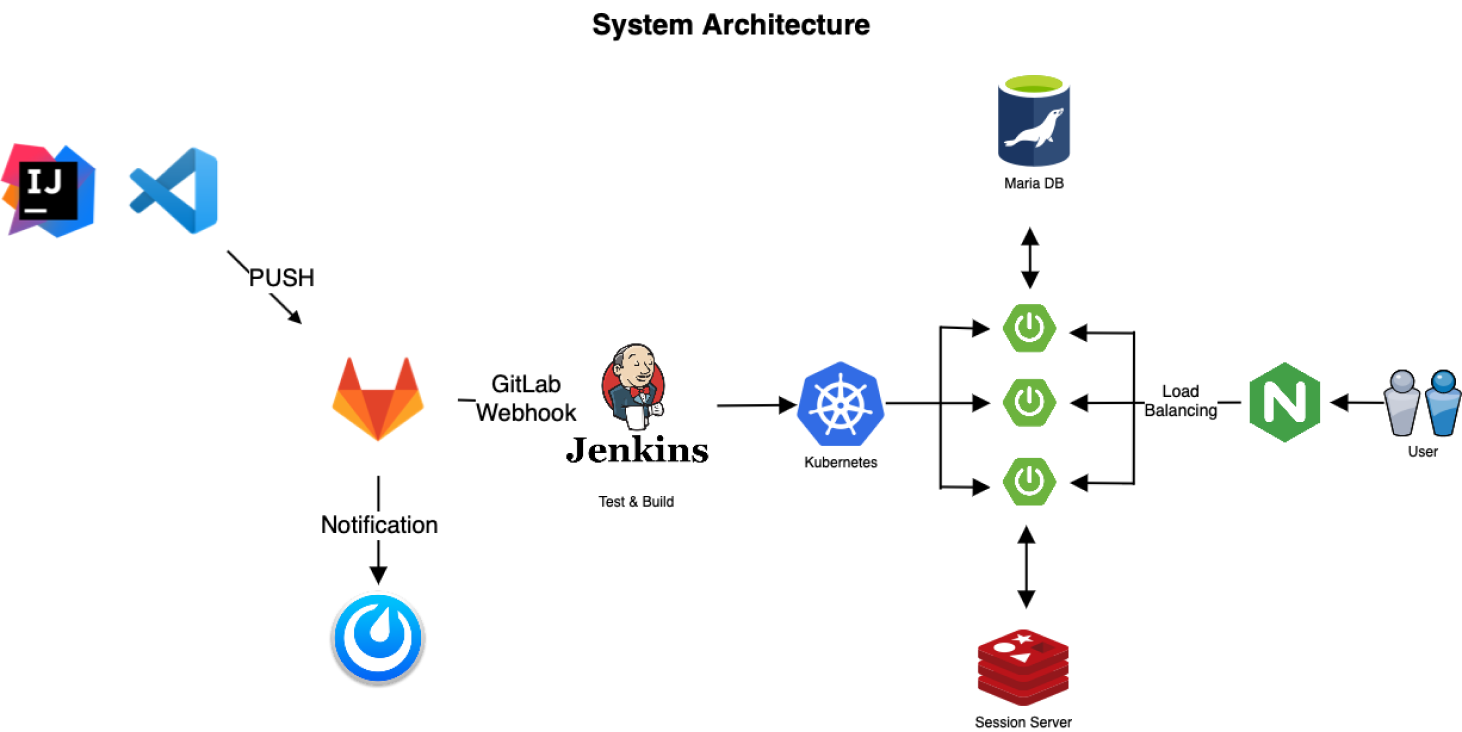 System Architecture
Maria DB
IJ
PUSH
GitLab
Webhook
Jenkins
Test & Build
Kubernetes
Load
Balancing
N
User
Notification
Session Server